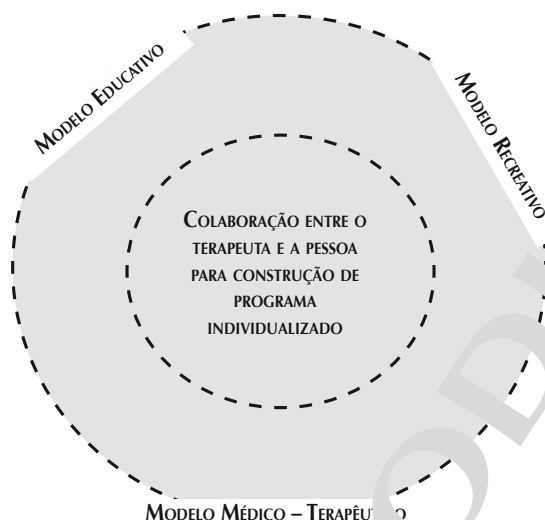 MODELO EDUCATIVO
MODELO RECREATIVO
COLABORAÇÃO ENTRE O
TERAPEUTA E A PESSOA
PARA CONSTRUÇÃO DE
PROGRAMA
INDIVIDUALIZADO
MODELO MÉDICO –